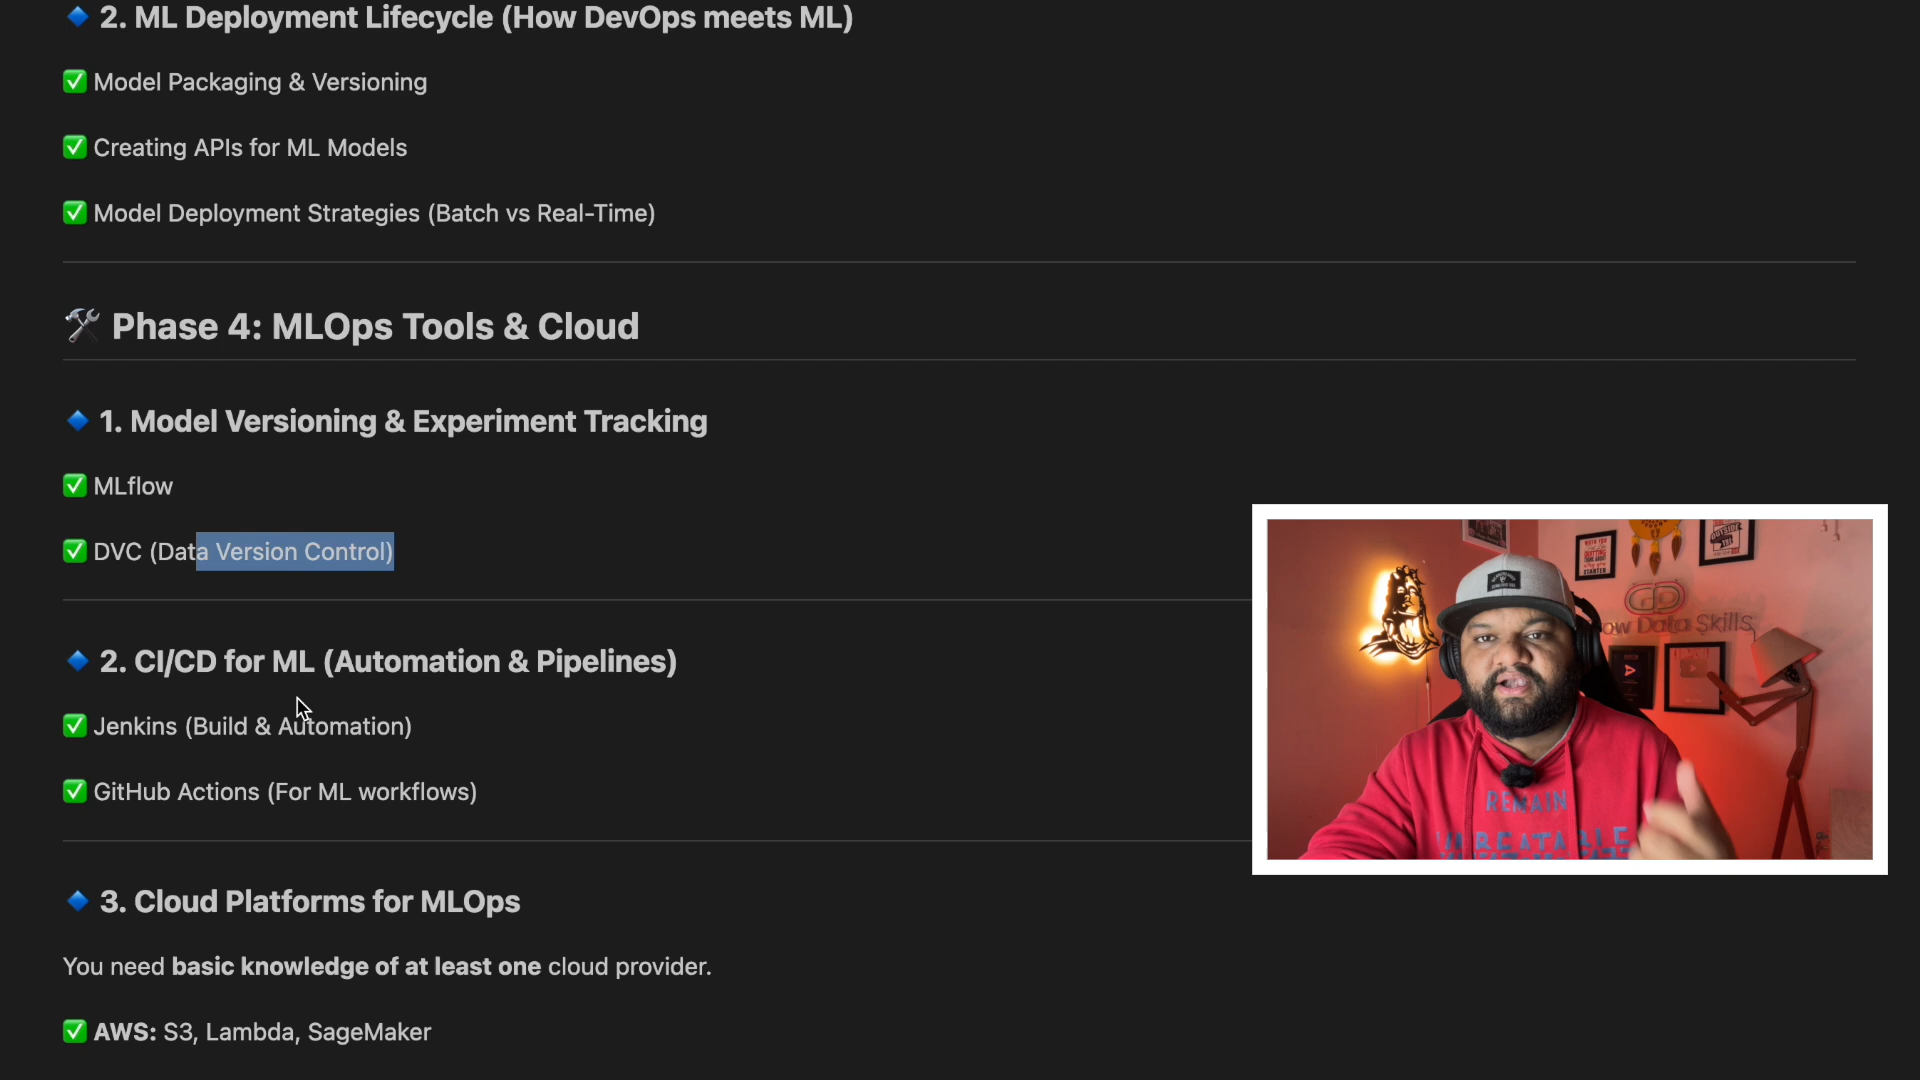 2. ML Deployment Lifecycle (How DevOps meets ML)
Model Packaging & Versioning
Creating APIs for ML Models
Model Deployment Strategies (Batch vs Real-Time)
Phase 4: MLOps Tools & Cloud
1. Model Versioning & Experiment Tracking
MLflow
DVC (Data Version Control)
2. CI/CD for ML (Automation & Pipelines)
Jenkins (Build & Automation)
GitHub Actions (For ML workflows)
3. Cloud Platforms for MLOps
You need basic knowledge of at least one cloud provider.
AWS: S3, Lambda, SageMaker
OUTSIDE
Data Skills
REMAIN